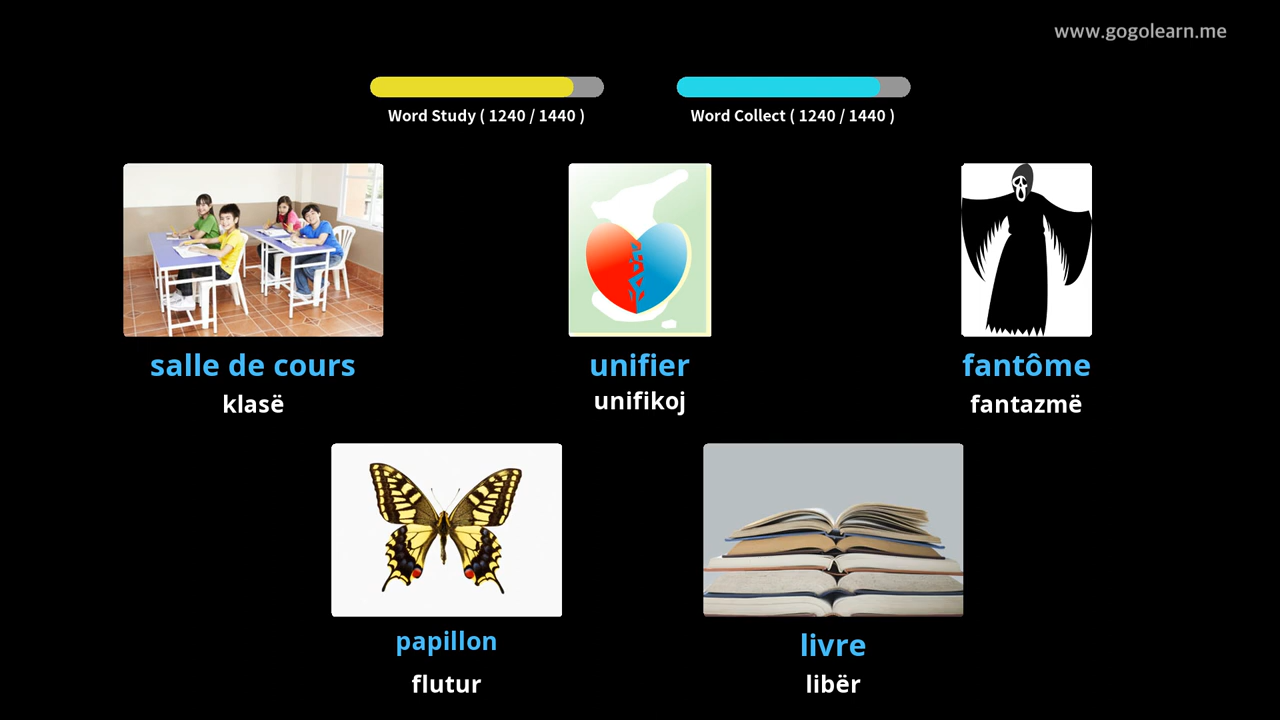 www.gogolearn.me
Word Study ( 1240 / 1440 )
Word Collect ( 1240 / 1440 )
salle de cours
klasë
unifier
unifikoj
fantôme
fantazmë
papillon
flutur
livre
libër